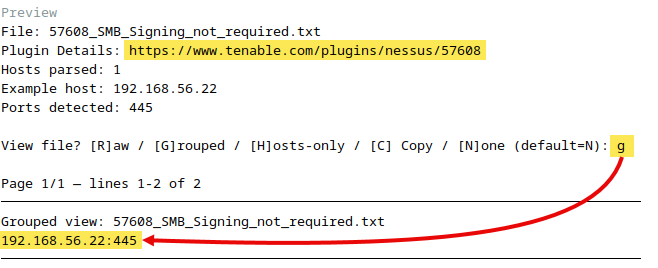 Preview
File: 57608_SMB_Signing_not_required.txt
Plugin Details: https://www.tenable.com/plugins/nessus/57608
Hosts parsed: 1
Example host: 192.168.56.22
Ports detected: 445
View file? [R]aw / [G]rouped / [H]osts-only / [C] Copy / [N]one (default=N): g
Page 1/1 — lines 1-2 of 2
Grouped view: 57608_SMB_Signing_not_required.txt
192.168.56.22:445